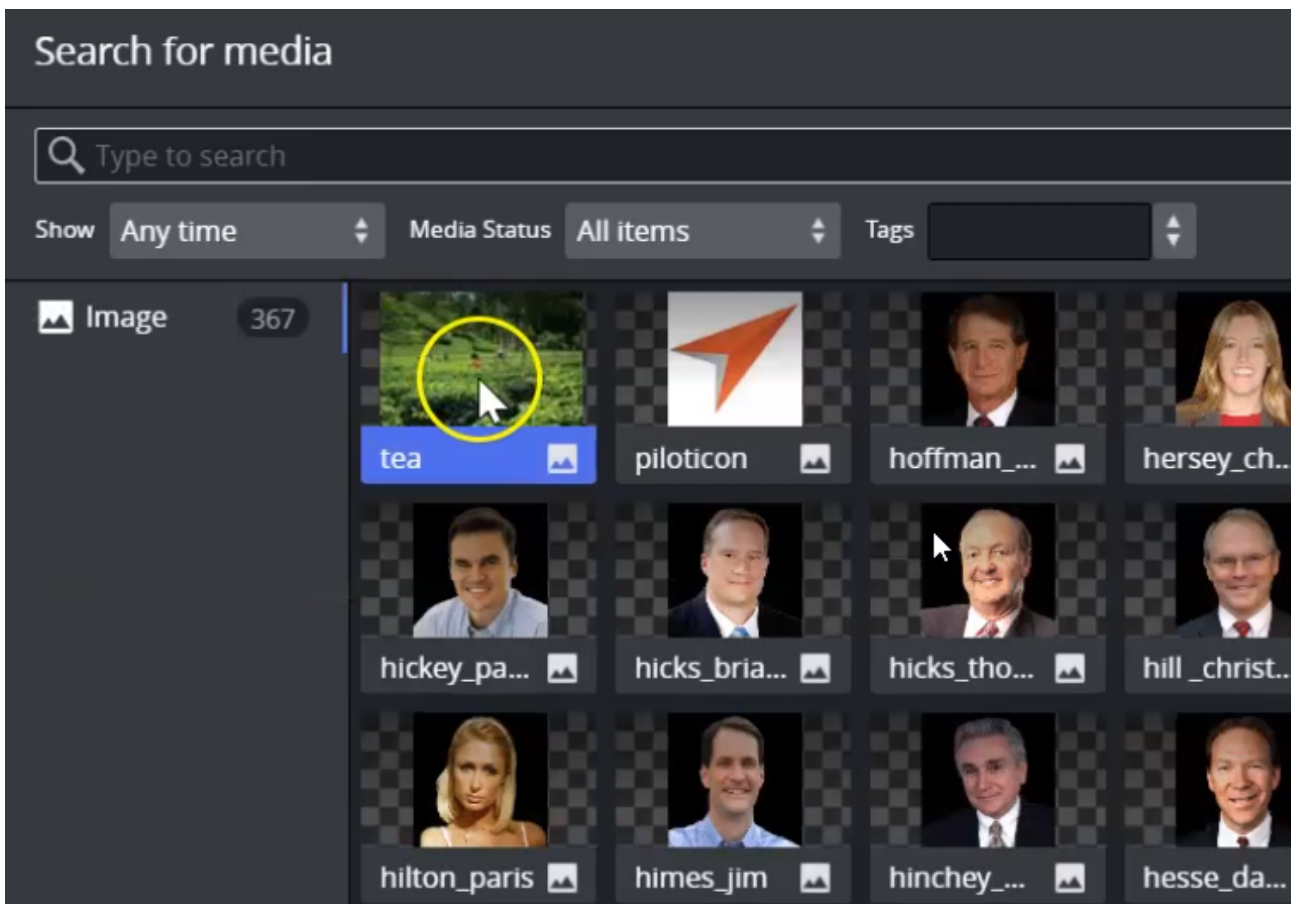 Search for media
Type to search
Show Any time Media Status All items Tags
Image 367
tea piloticon hoffman_... hersey_ch...
hickey_pa... hicks_bria... hicks_tho... hill _christ...
hilton_paris himes_jim hinchey_... hesse_da...